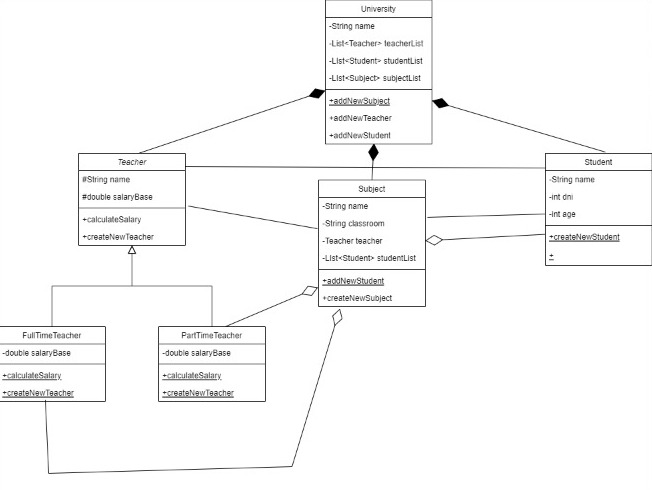 University
-String name
-LIst<Teacher> teacherList
-LIst<Student> studentList
-LIst<Subject> subjectList
+addNewSubject
+addNewTeacher
+addNewStudent
Teacher
#String name
#double salaryBase
+calculateSalary
+createNewTeacher
Subject
-String name
-String classroom
-Teacher teacher
-LIst<Student> studentList
+addNewStudent
+createNewSubject
Student
-String name
-int dni
-int age
+createNewStudent
+
FullTimeTeacher
-double salaryBase
+calculateSalary
+createNewTeacher
PartTimeTeacher
-double salaryBase
+calculateSalary
+createNewTeacher